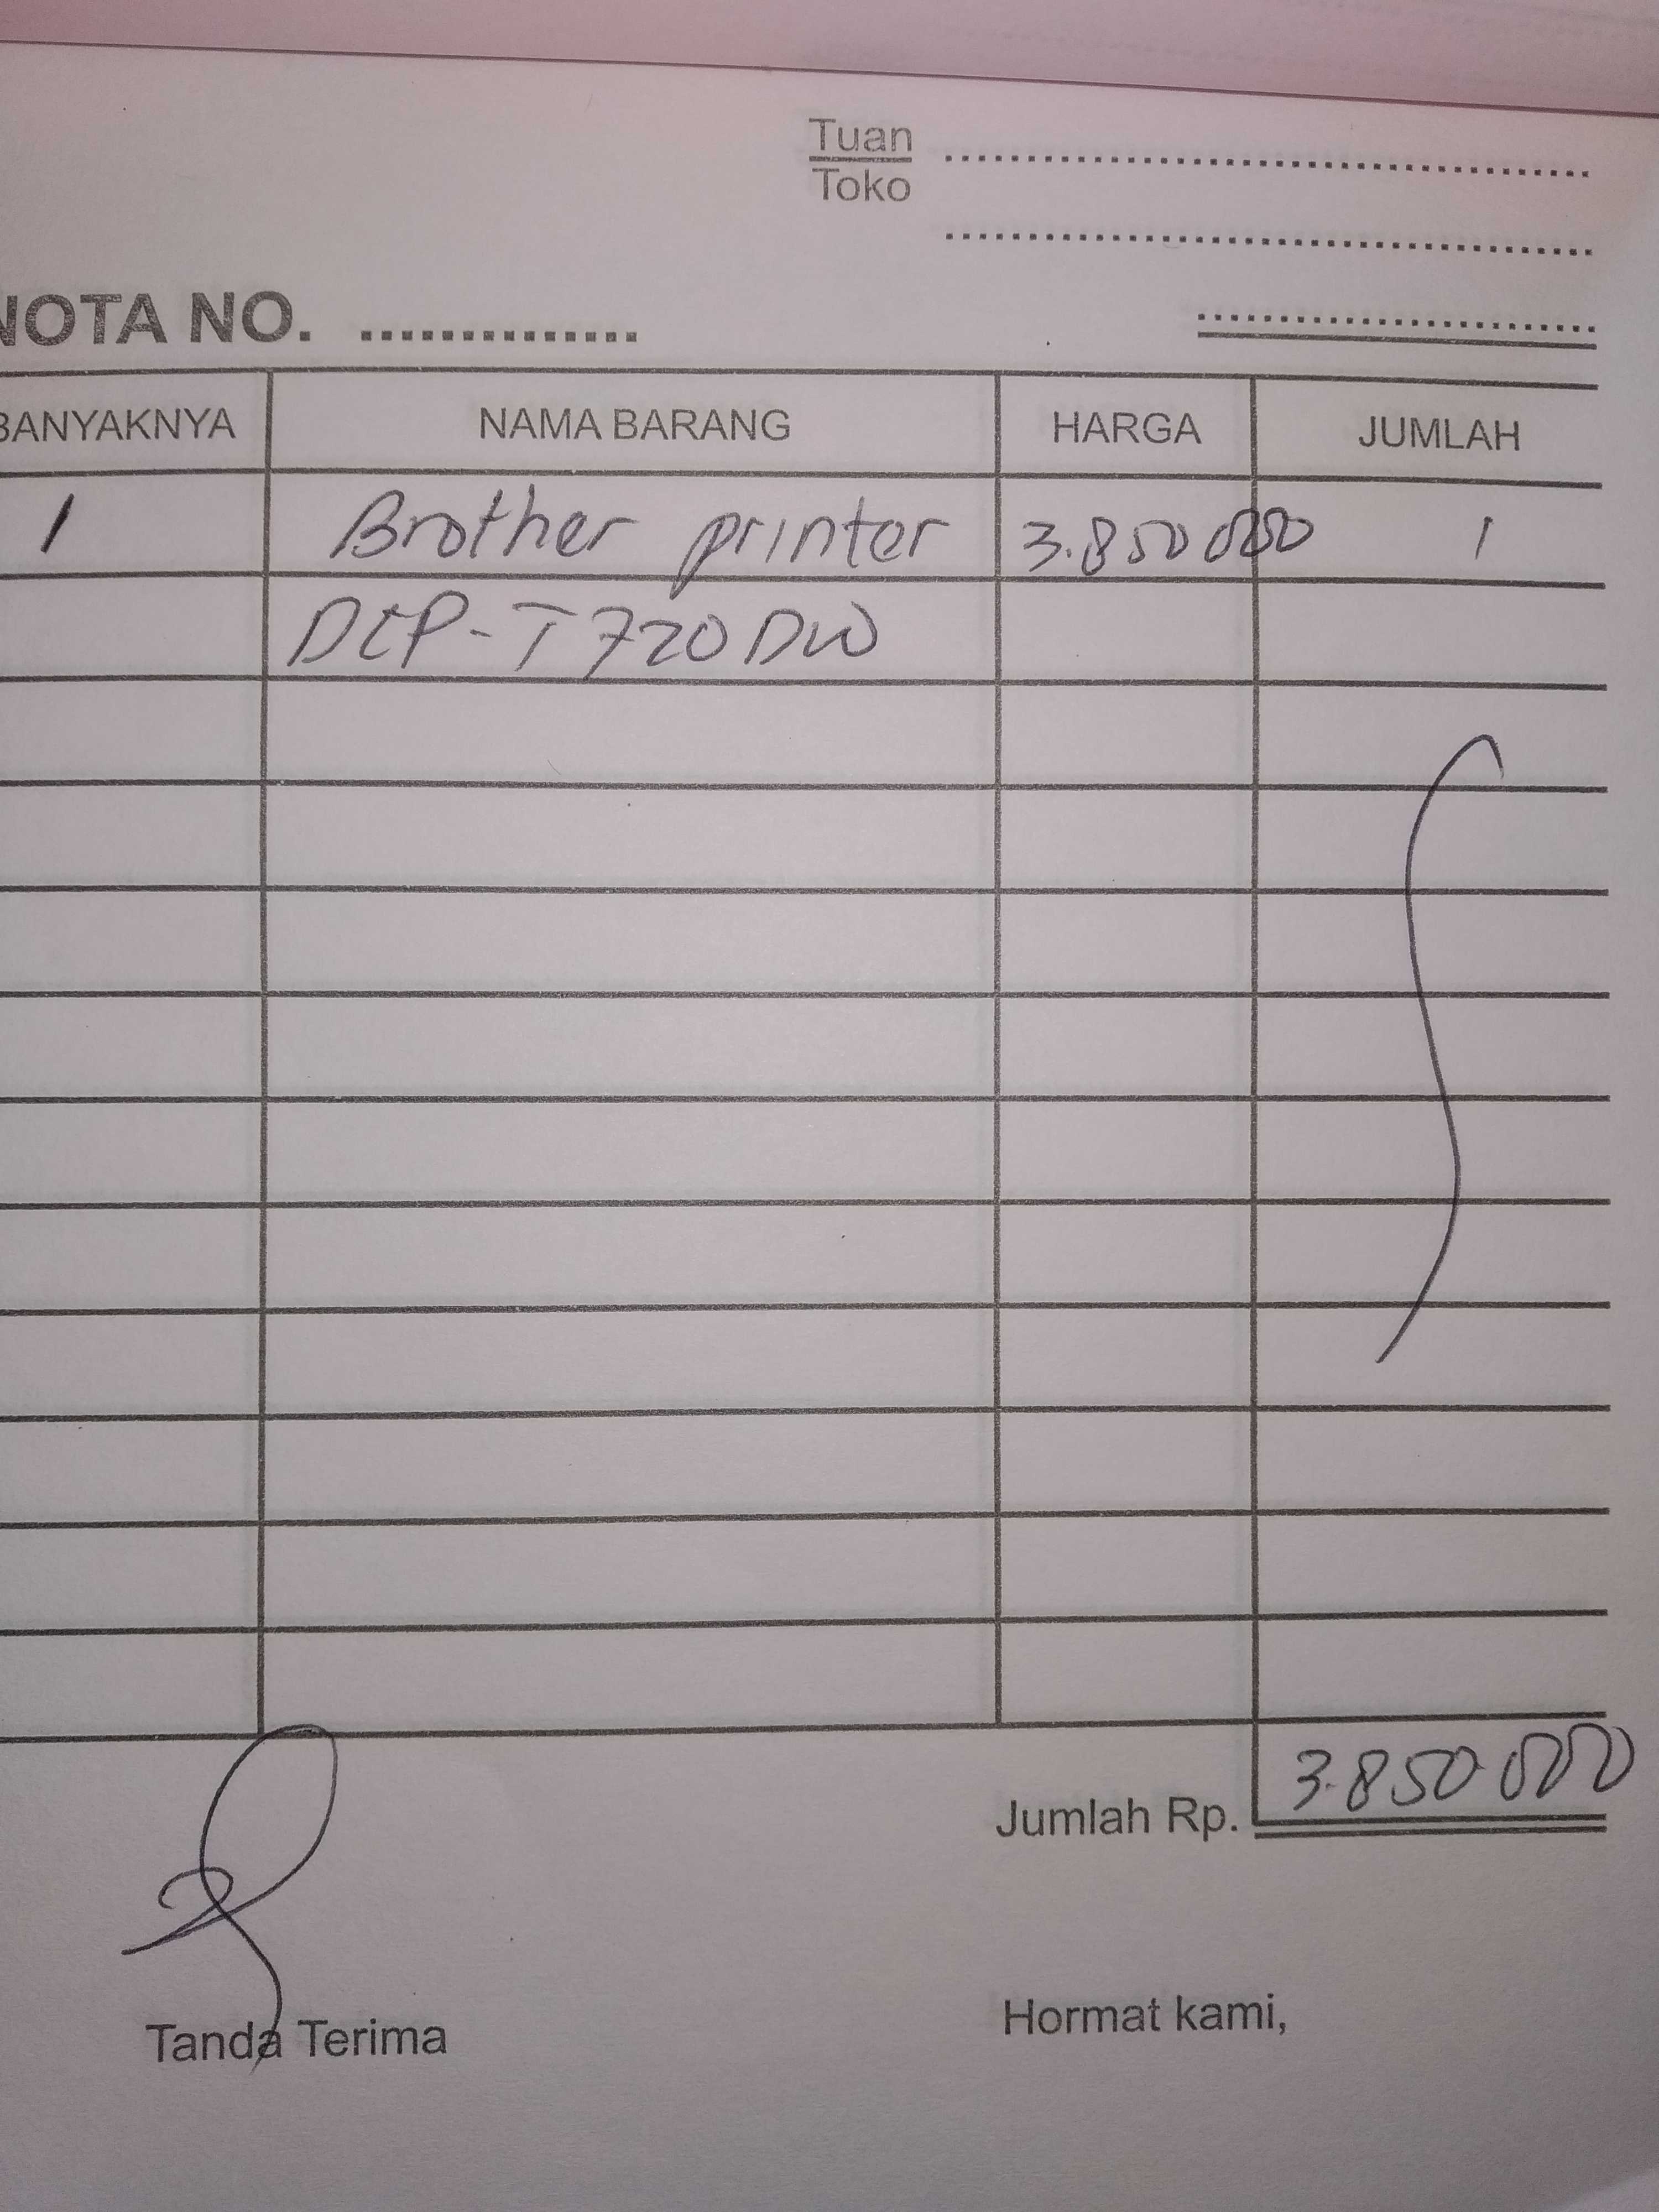 Tuan
Toko
NOTA NO. ..............
BANYAKNYA NAMA BARANG HARGA JUMLAH
1 Brother printer 3.850 000 1
DCP-T720DW
Jumlah Rp. 3.850.000
Tanda Terima Hormat kami,